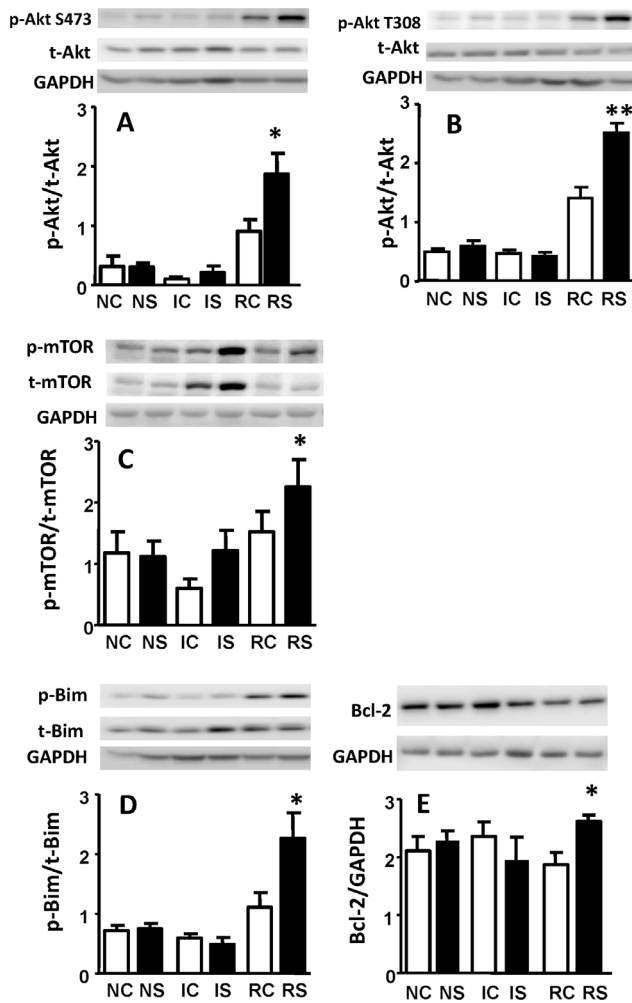 p-Akt S473
t-Akt
GAPDH
A
*
p-Akt/t-Akt
3
2
1
0
NC NS IC IS RC RS
p-Akt T308
t-Akt
GAPDH
B
**
p-Akt/t-Akt
3
2
1
0
NC NS IC IS RC RS
p-mTOR
t-mTOR
GAPDH
C
*
p-mTOR/t-mTOR
3
2
1
0
NC NS IC IS RC RS
p-Bim
t-Bim
GAPDH
D
*
p-Bim/t-Bim
3
2
1
0
NC NS IC IS RC RS
Bcl-2
GAPDH
E
*
Bcl-2/GAPDH
3
2
1
0
NC NS IC IS RC RS